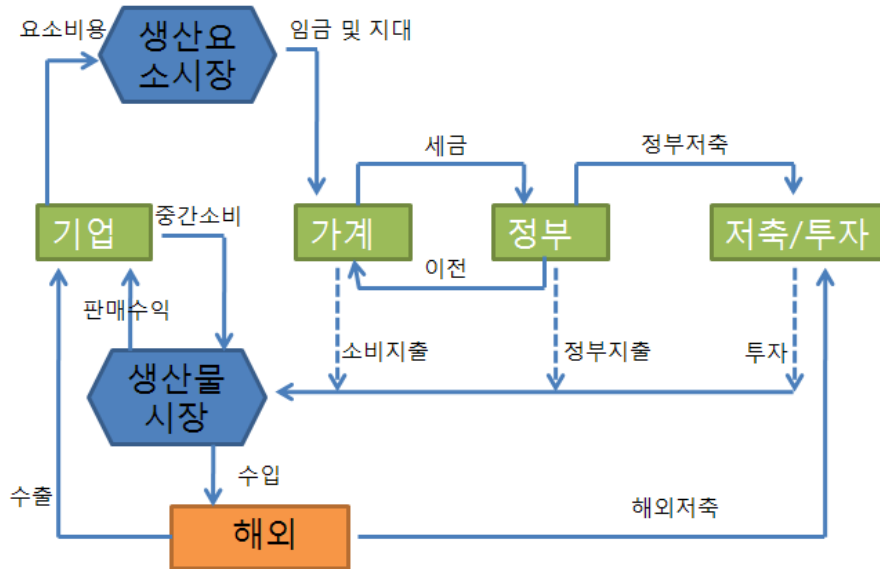 요소비용
생산요
소시장
임금 및 지대
세금
정부저축
기업
중간소비
가계
정부
저축/투자
이전
판매수익
소비지출
정부지출
투자
생산물
시장
수입
수출
해외
해외저축